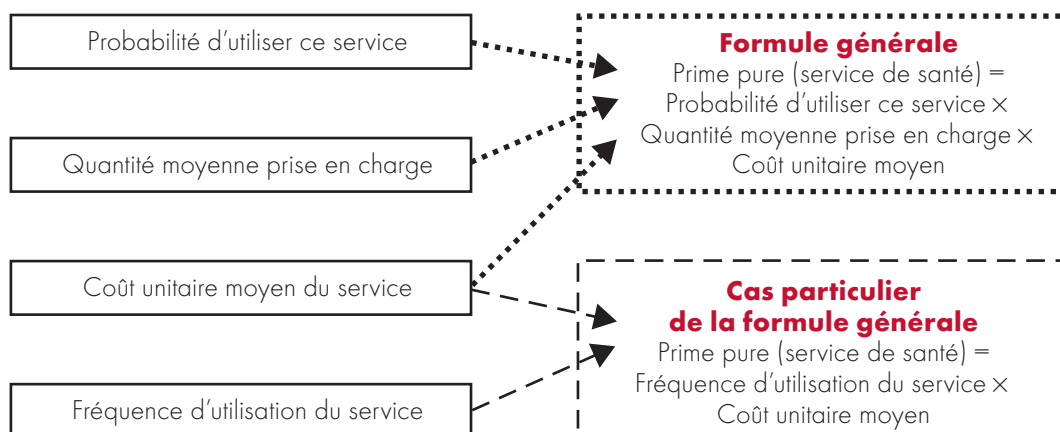 Probabilité d'utiliser ce service
Quantité moyenne prise en charge
Coût unitaire moyen du service
Fréquence d'utilisation du service
Formule générale
Prime pure (service de santé) =
Probabilité d'utiliser ce service ×
Quantité moyenne prise en charge ×
Coût unitaire moyen
Cas particulier
de la formule générale
Prime pure (service de santé) =
Fréquence d'utilisation du service ×
Coût unitaire moyen